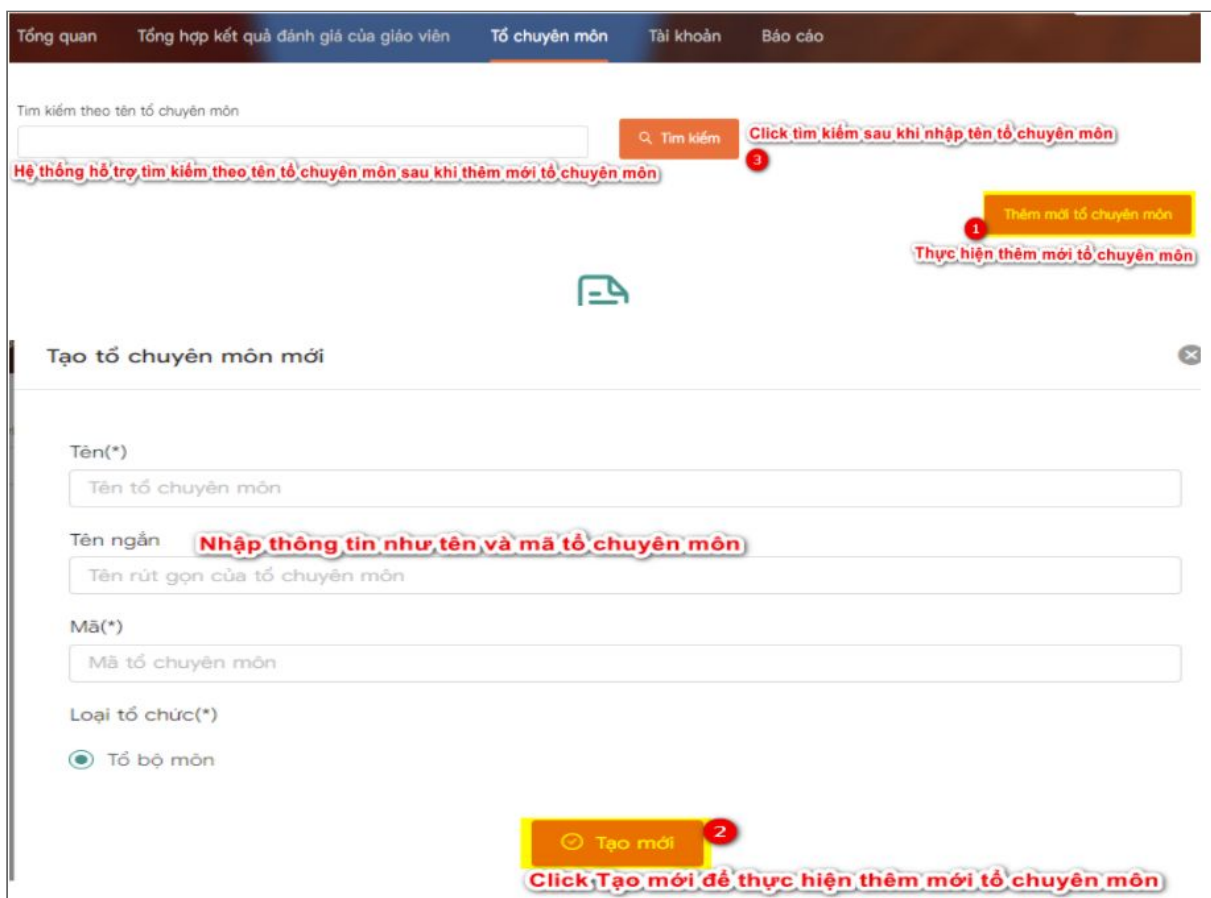 Tổng quan Tổng hợp kết quả đánh giá của giáo viên Tổ chuyên môn Tài khoản Báo cáo
Tìm kiếm theo tên tổ chuyên môn
Tìm kiếm Click tìm kiếm sau khi nhập tên tổ chuyên môn
3
Hệ thống hỗ trợ tìm kiếm theo tên tổ chuyên môn sau khi thêm mới tổ chuyên môn
Thêm mới tổ chuyên môn
1
Thực hiện thêm mới tổ chuyên môn
Tạo tổ chuyên môn mới
Tên(*)
Tên tổ chuyên môn
Tên ngắn Nhập thông tin như tên và mã tổ chuyên môn
Tên rút gọn của tổ chuyên môn
Mã(*)
Mã tổ chuyên môn
Loại tổ chức(*)
Tổ bộ môn
Tạo mới 2
Click Tạo mới để thực hiện thêm mới tổ chuyên môn